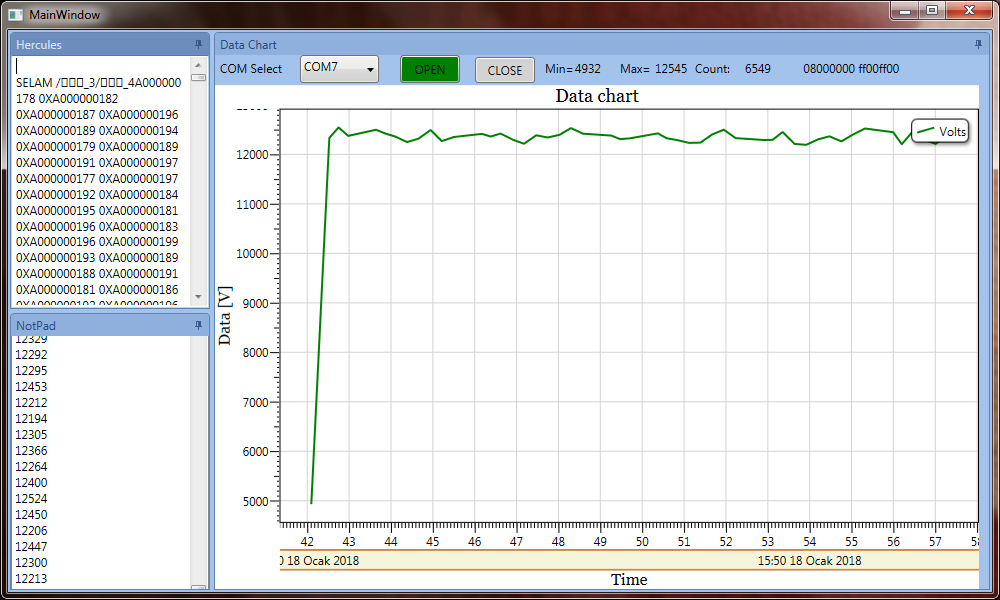 MainWindow
Hercules
SELAM /□□□_3/□□□_4A000000
178 0XA000000182
0XA000000187 0XA000000196
0XA000000189 0XA000000194
0XA000000179 0XA000000189
0XA000000191 0XA000000197
0XA000000177 0XA000000197
0XA000000192 0XA000000184
0XA000000195 0XA000000181
0XA000000196 0XA000000183
0XA000000196 0XA000000199
0XA000000193 0XA000000189
0XA000000188 0XA000000191
0XA000000181 0XA000000186
NotPad
12329
12292
12295
12453
12212
12194
12305
12366
12264
12400
12524
12450
12206
12447
12300
12213
Data Chart
COM Select COM7 OPEN CLOSE Min= 4932 Max= 12545 Count: 6549 08000000 ff00ff00
Data chart
Volts
Data [V]
12000
11000
10000
9000
8000
7000
6000
5000
42 43 44 45 46 47 48 49 50 51 52 53 54 55 56 57
0 18 Ocak 2018 15:50 18 Ocak 2018
Time